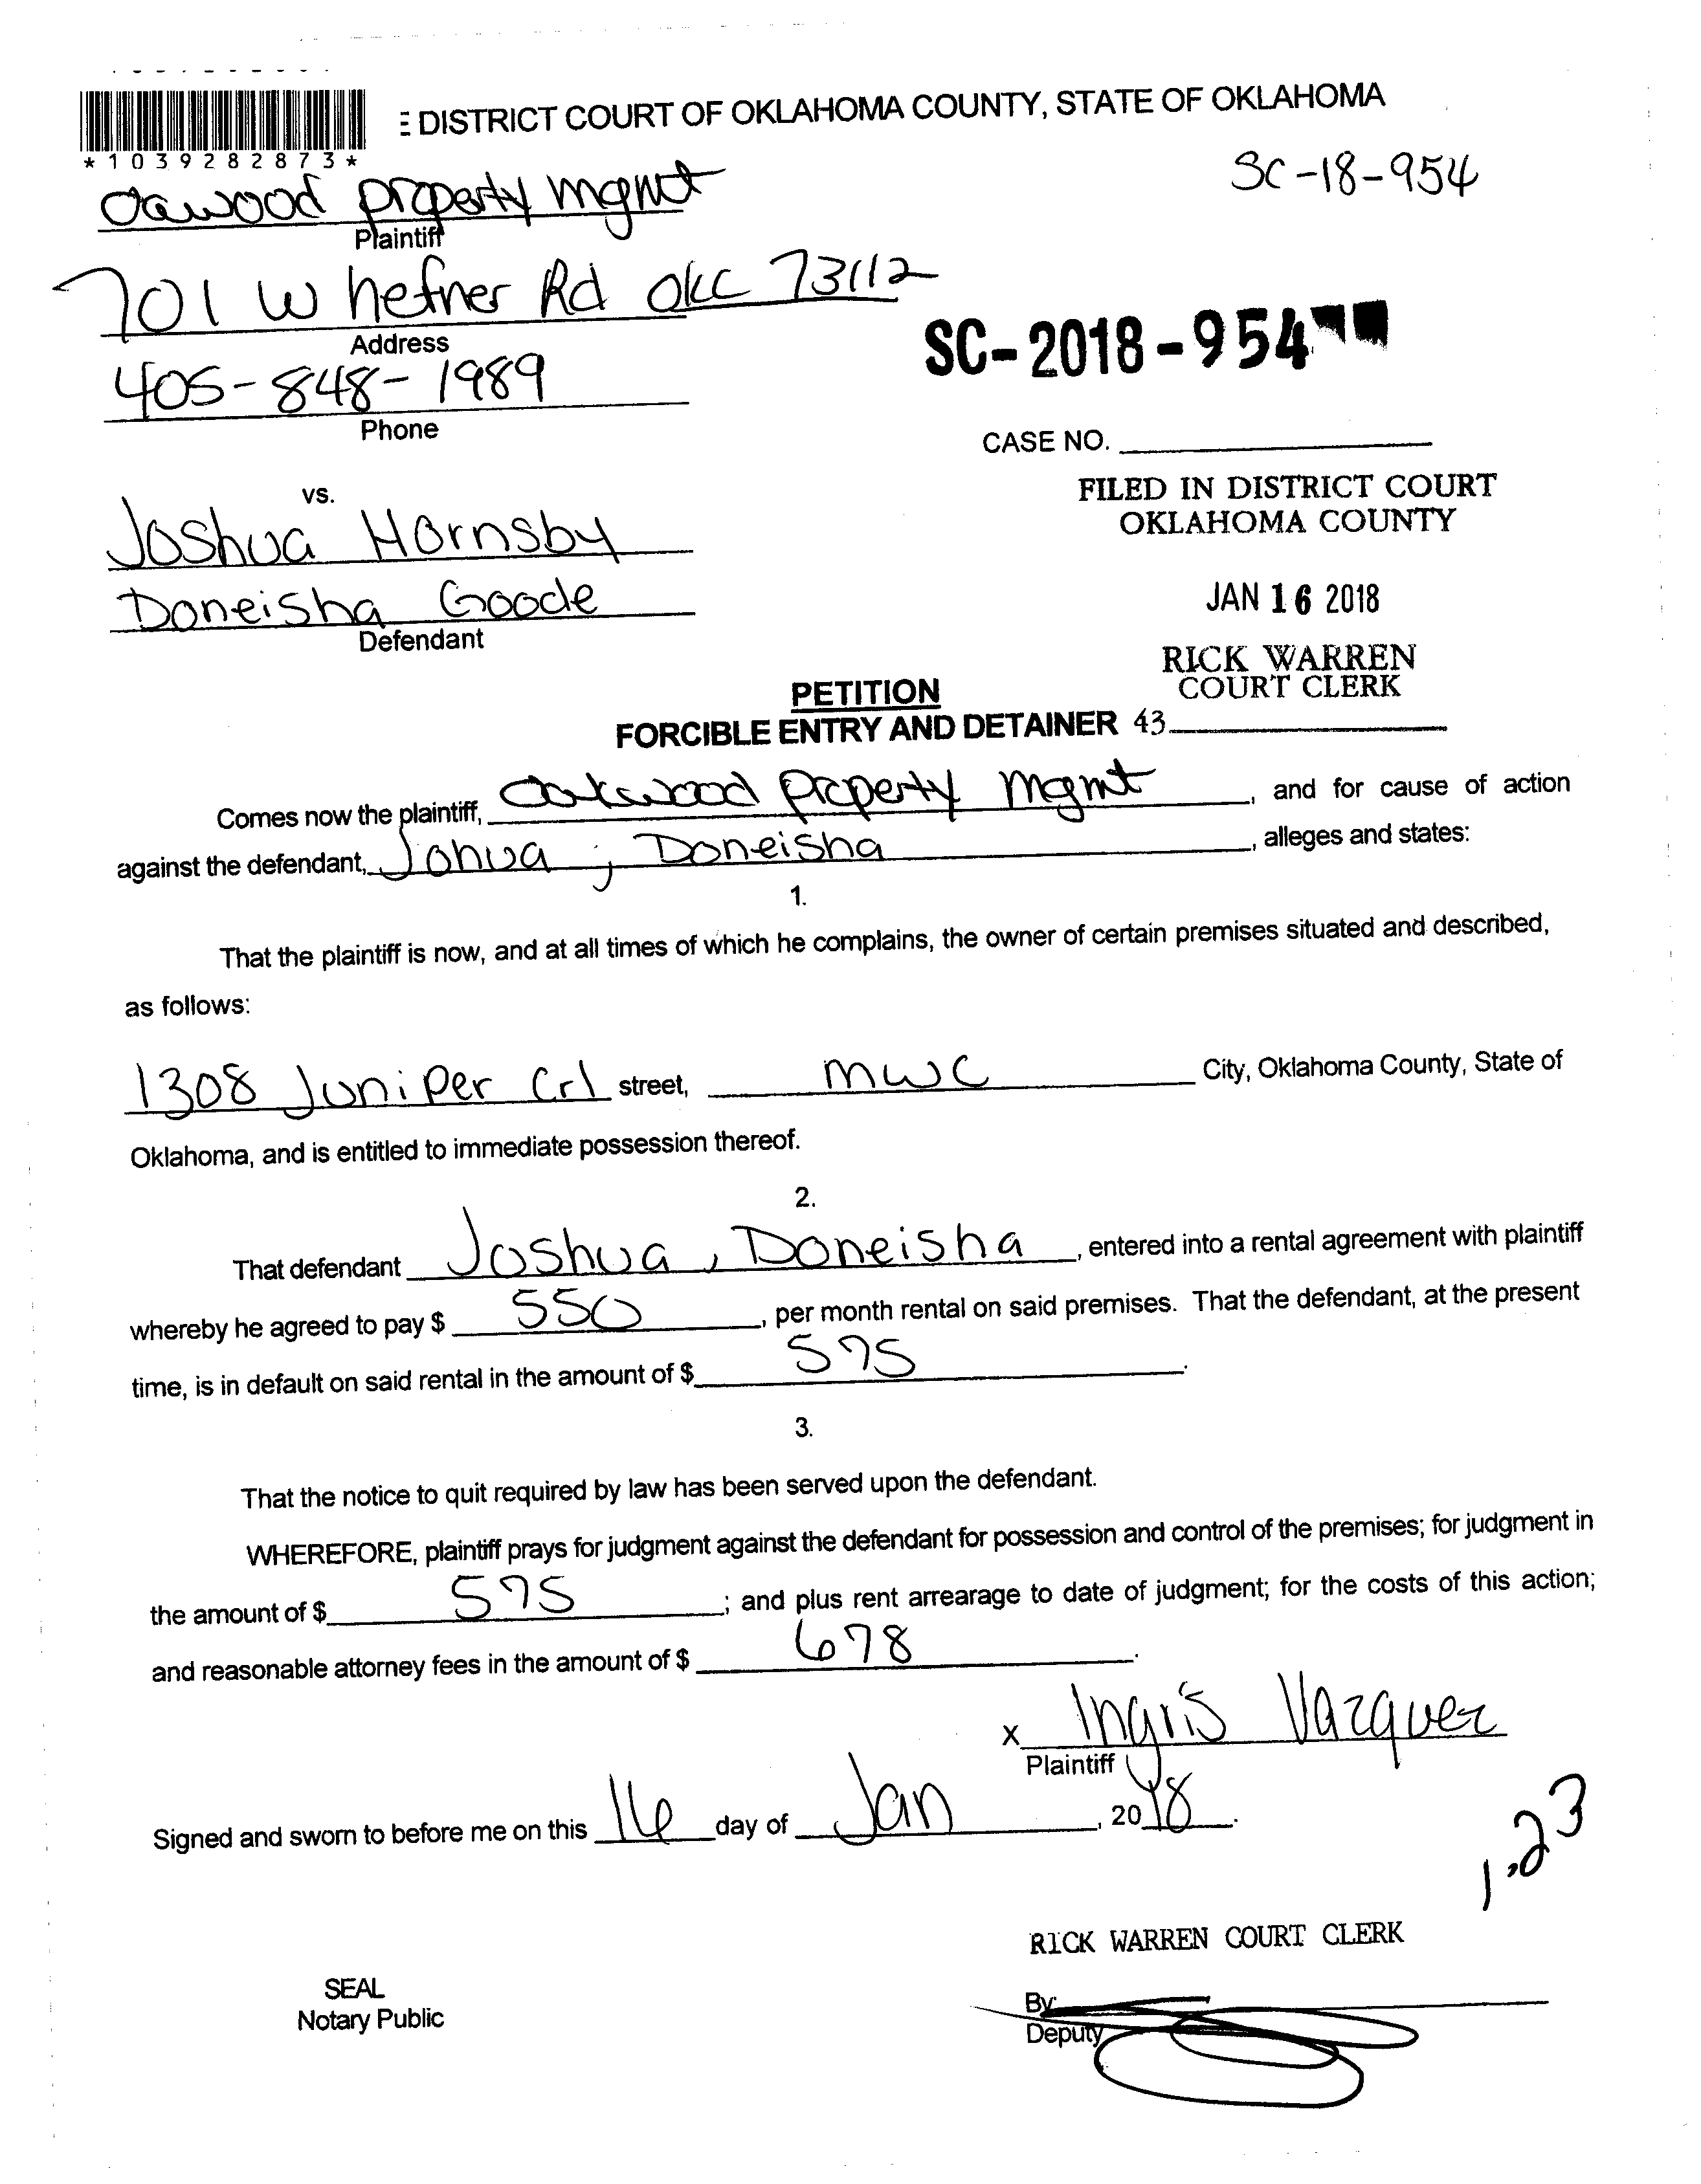 E DISTRICT COURT OF OKLAHOMA COUNTY, STATE OF OKLAHOMA
*1039282873*
SC-18-954
Oawood property mgmt
Plaintiff
701 W hefner Rd OKC 73112
Address
SC-2018-954
405-848-1989
Phone
CASE NO.
vs.
FILED IN DISTRICT COURT
OKLAHOMA COUNTY
Joshua Hornsby
Doneisha Goode
Defendant
JAN 16 2018
RICK WARREN
COURT CLERK
PETITION
FORCIBLE ENTRY AND DETAINER 43
Comes now the plaintiff, Oakwood property mgmt, and for cause of action
against the defendant, Johua, Doneisha, alleges and states:
1.
That the plaintiff is now, and at all times of which he complains, the owner of certain premises situated and described,
as follows:
1308 Juniper Crl street, MWC City, Oklahoma County, State of
Oklahoma, and is entitled to immediate possession thereof.
2.
That defendant Joshua, Doneisha, entered into a rental agreement with plaintiff
whereby he agreed to pay $ 550, per month rental on said premises. That the defendant, at the present
time, is in default on said rental in the amount of $ 575.
3.
That the notice to quit required by law has been served upon the defendant.
WHEREFORE, plaintiff prays for judgment against the defendant for possession and control of the premises; for judgment in
the amount of $ 575; and plus rent arrearage to date of judgment; for the costs of this action;
and reasonable attorney fees in the amount of $ 678.
X Ingris Vazquez
Plaintiff
Signed and sworn to before me on this 16 day of Jan, 2018.
1,23
RICK WARREN COURT CLERK
SEAL
Notary Public
By:
Deputy